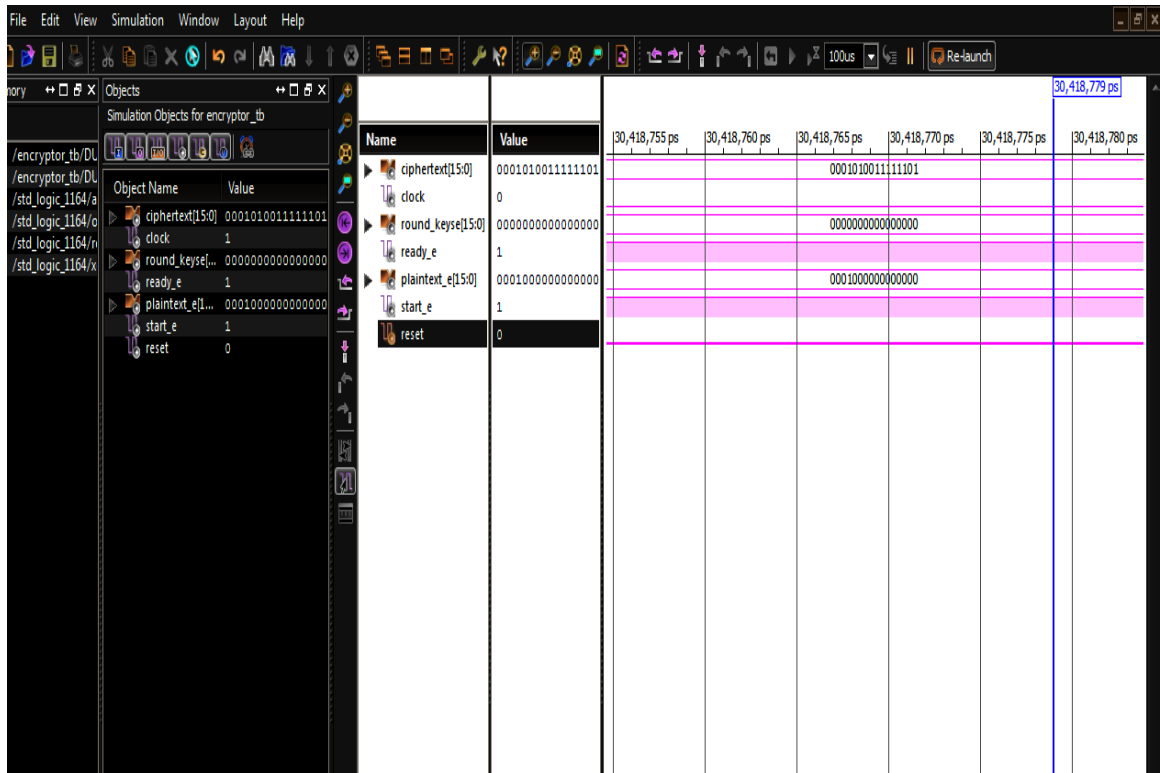 File Edit View Simulation Window Layout Help
100us Re-launch
mory Objects
Simulation Objects for encryptor_tb
/encryptor_tb/DU
/encryptor_tb/DU
/std_logic_1164/a
/std_logic_1164/o
/std_logic_1164/r
/std_logic_1164/x
Object Name Value
ciphertext[15:0] 0001010011111101
clock 1
round_keyse[... 0000000000000000
ready_e 1
plaintext_e[1... 0001000000000000
start_e 1
reset 0
Name Value
ciphertext[15:0] 0001010011111101
clock 0
round_keyse[15:0] 0000000000000000
ready_e 1
plaintext_e[15:0] 0001000000000000
start_e 1
reset 0
30,418,779 ps
30,418,755 ps 30,418,760 ps 30,418,765 ps 30,418,770 ps 30,418,775 ps 30,418,780 ps
0001010011111101
0000000000000000
0001000000000000